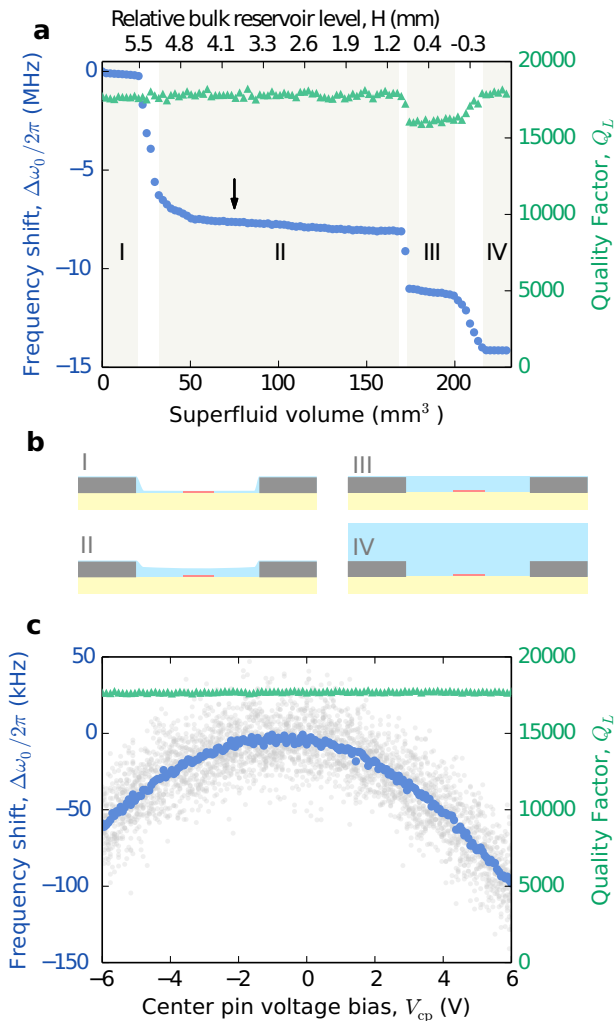 a
Relative bulk reservoir level, H (mm)
5.5 4.8 4.1 3.3 2.6 1.9 1.2 0.4 -0.3
Frequency shift, Δω₀/2π (MHz)
0
−5
−10
−15
I II III IV
20000
15000
10000
5000
0
Quality Factor, Q_L
0 50 100 150 200
Superfluid volume (mm³)
b
I
II
III
IV
c
Frequency shift, Δω₀/2π (kHz)
50
0
−50
−100
−150
20000
15000
10000
5000
0
Quality Factor, Q_L
−6 −4 −2 0 2 4 6
Center pin voltage bias, V_cp (V)